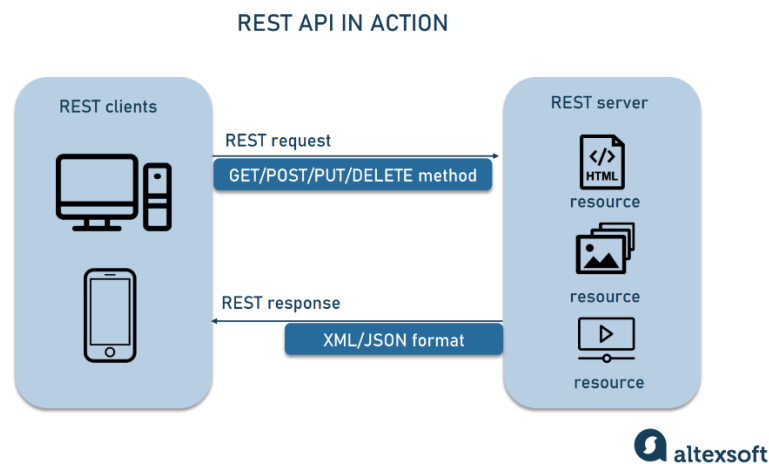 REST API IN ACTION
REST clients
REST request
GET/POST/PUT/DELETE method
REST response
XML/JSON format
REST server
</>
HTML
resource
resource
resource
altexsoft